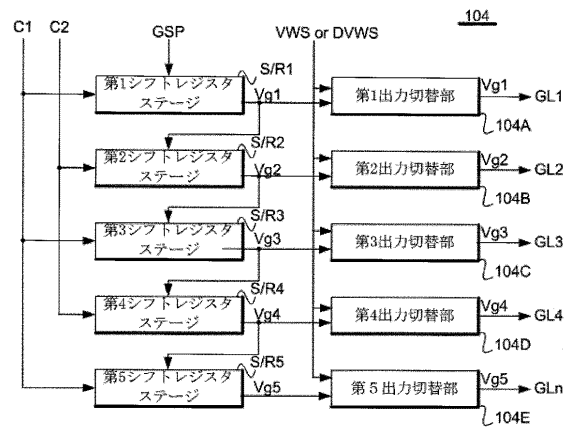 104
C1 C2 GSP VWS or DVWS
S/R1
第1シフトレジスタ
ステージ
Vg1
第1出力切替部
Vg1
GL1
104A
S/R2
第2シフトレジスタ
ステージ
Vg2
第2出力切替部
Vg2
GL2
104B
S/R3
第3シフトレジスタ
ステージ
Vg3
第3出力切替部
Vg3
GL3
104C
S/R4
第4シフトレジスタ
ステージ
Vg4
第4出力切替部
Vg4
GL4
104D
S/R5
第5シフトレジスタ
ステージ
Vg5
第５出力切替部
Vg5
GLn
104E